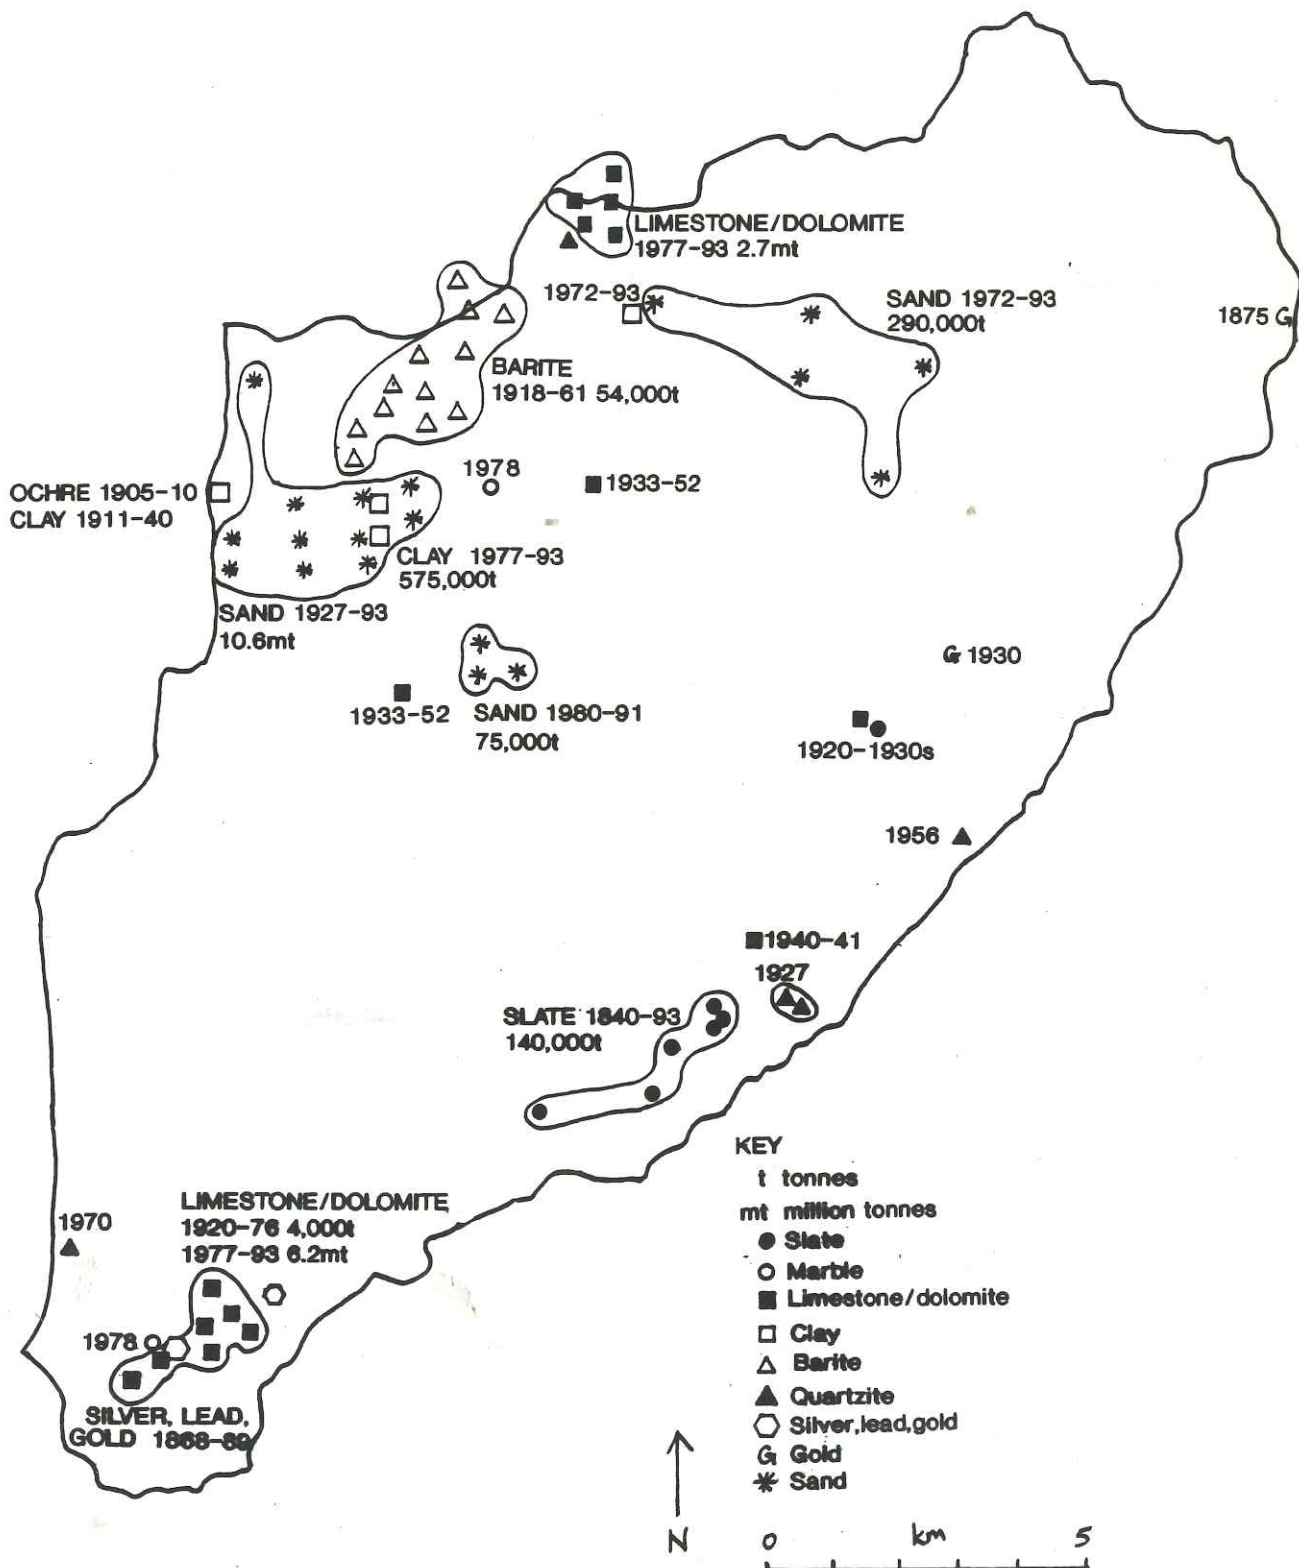 LIMESTONE/DOLOMITE
1977-93 2.7mt
1972-93
SAND 1972-93
290,000t
1875 G
BARITE
1918-61 54,000t
1978
1933-52
OCHRE 1905-10
CLAY 1911-40
CLAY 1977-93
575,000t
SAND 1927-93
10.6mt
G 1930
1933-52
SAND 1980-91
75,000t
1920-1930s
1956
1940-41
1927
SLATE 1840-93
140,000t
KEY
t tonnes
mt million tonnes
Slate
Marble
Limestone/dolomite
Clay
Barite
Quartzite
Silver,lead,gold
G Gold
Sand
LIMESTONE/DOLOMITE
1920-76 4,000t
1977-93 6.2mt
1970
1978
SILVER, LEAD,
GOLD 1868-89
N
0 km 5